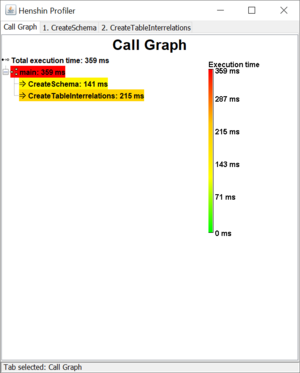 Henshin Profiler
Call Graph 1. CreateSchema 2. CreateTableInterrelations
Call Graph
Total execution time: 359 ms
main: 359 ms
CreateSchema: 141 ms
CreateTableInterrelations: 215 ms
Execution time
359 ms
287 ms
215 ms
143 ms
71 ms
0 ms
Tab selected: Call Graph